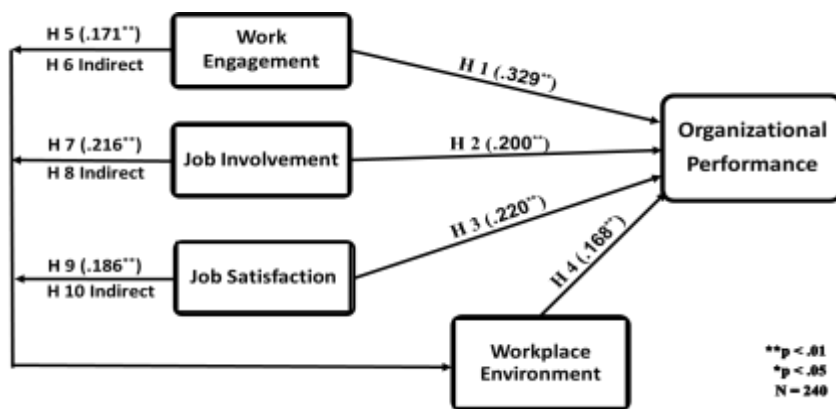 H 5 (.171**)
H 6 Indirect
Work
Engagement
H 1 (.329**)
H 7 (.216**)
H 8 Indirect
Job Involvement
H 2 (.200**)
Organizational
Performance
H 9 (.186**)
H 10 Indirect
Job Satisfaction
H 3 (.220**)
H 4 (.168**)
Workplace
Environment
**p < .01
*p < .05
N = 240